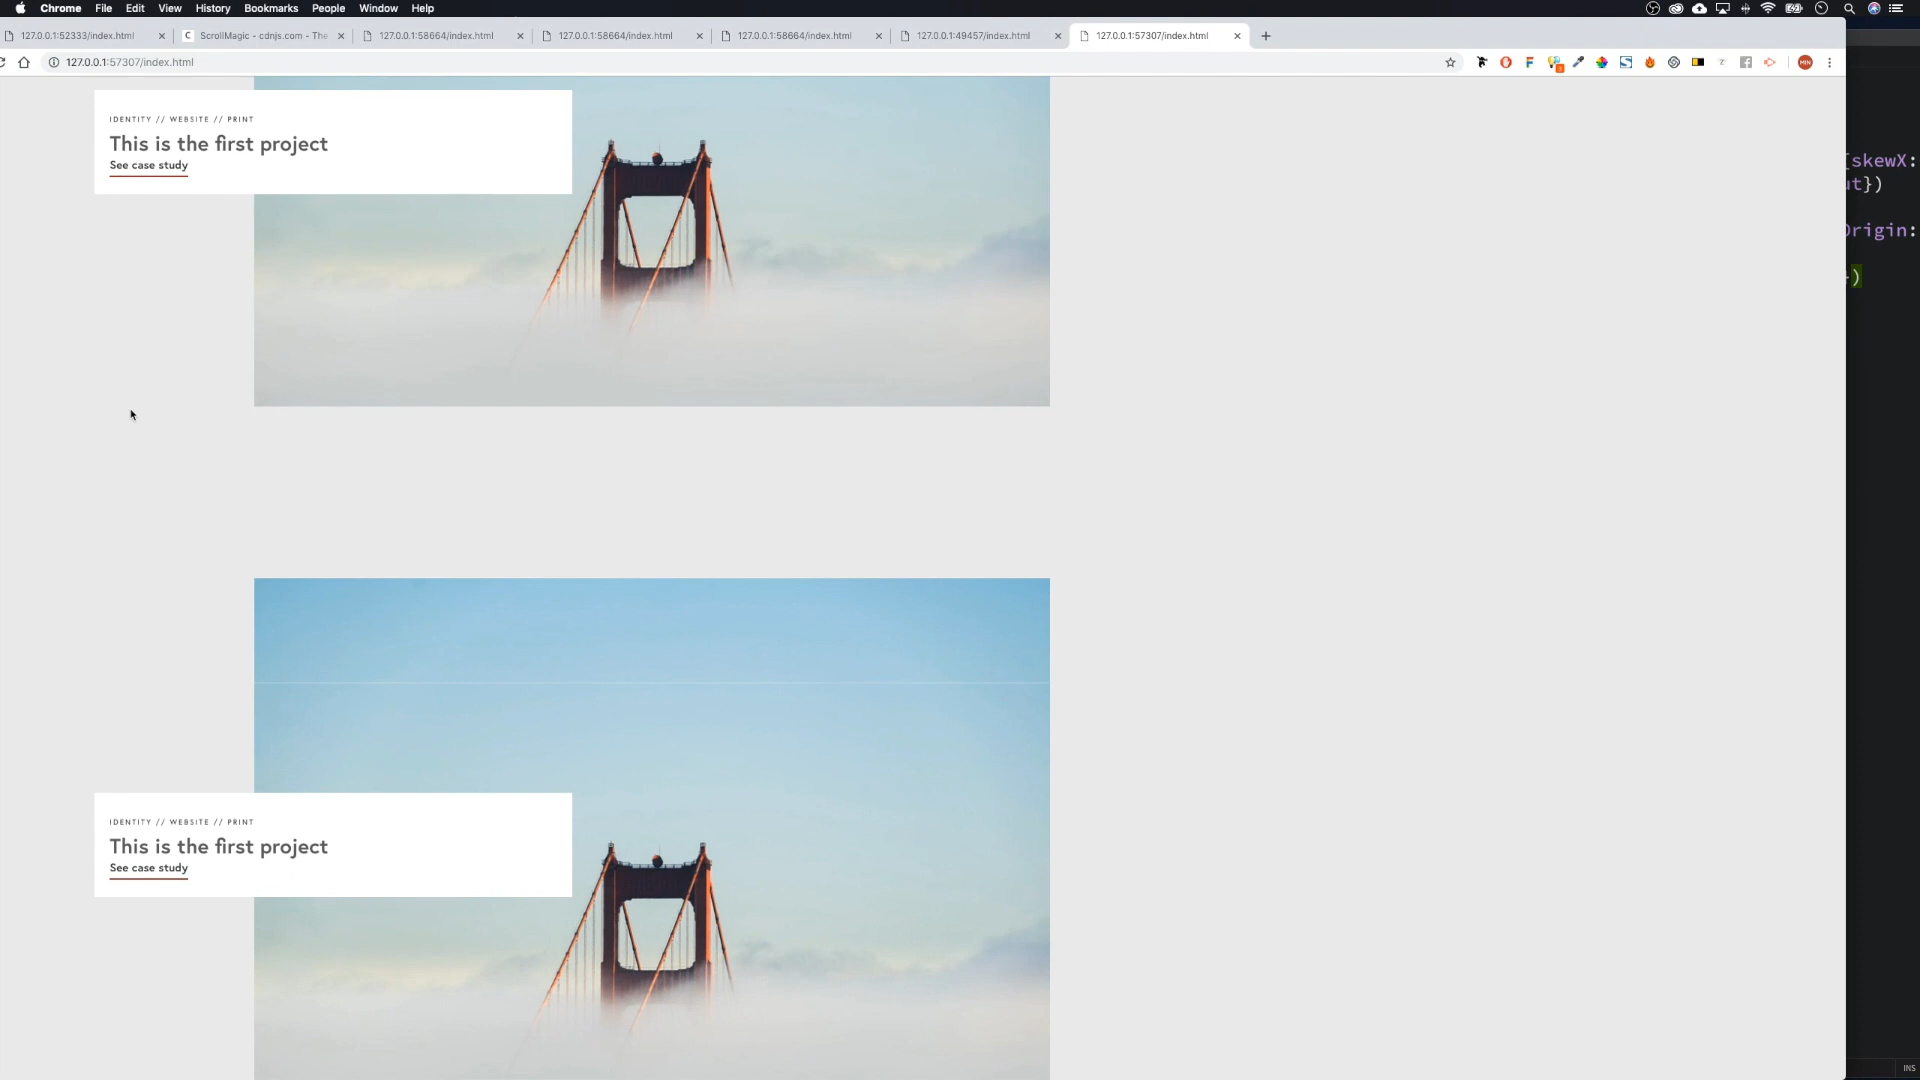 Chrome File Edit View History Bookmarks People Window Help
127.0.0.1:52333/index.html
ScrollMagic - cdnjs.com - The
127.0.0.1:58664/index.html
127.0.0.1:58664/index.html
127.0.0.1:58664/index.html
127.0.0.1:49457/index.html
127.0.0.1:57307/index.html
127.0.0.1:57307/index.html
IDENTITY // WEBSITE // PRINT
This is the first project
See case study
[skewX:
ut})
Origin:
})
IDENTITY // WEBSITE // PRINT
This is the first project
See case study
INS